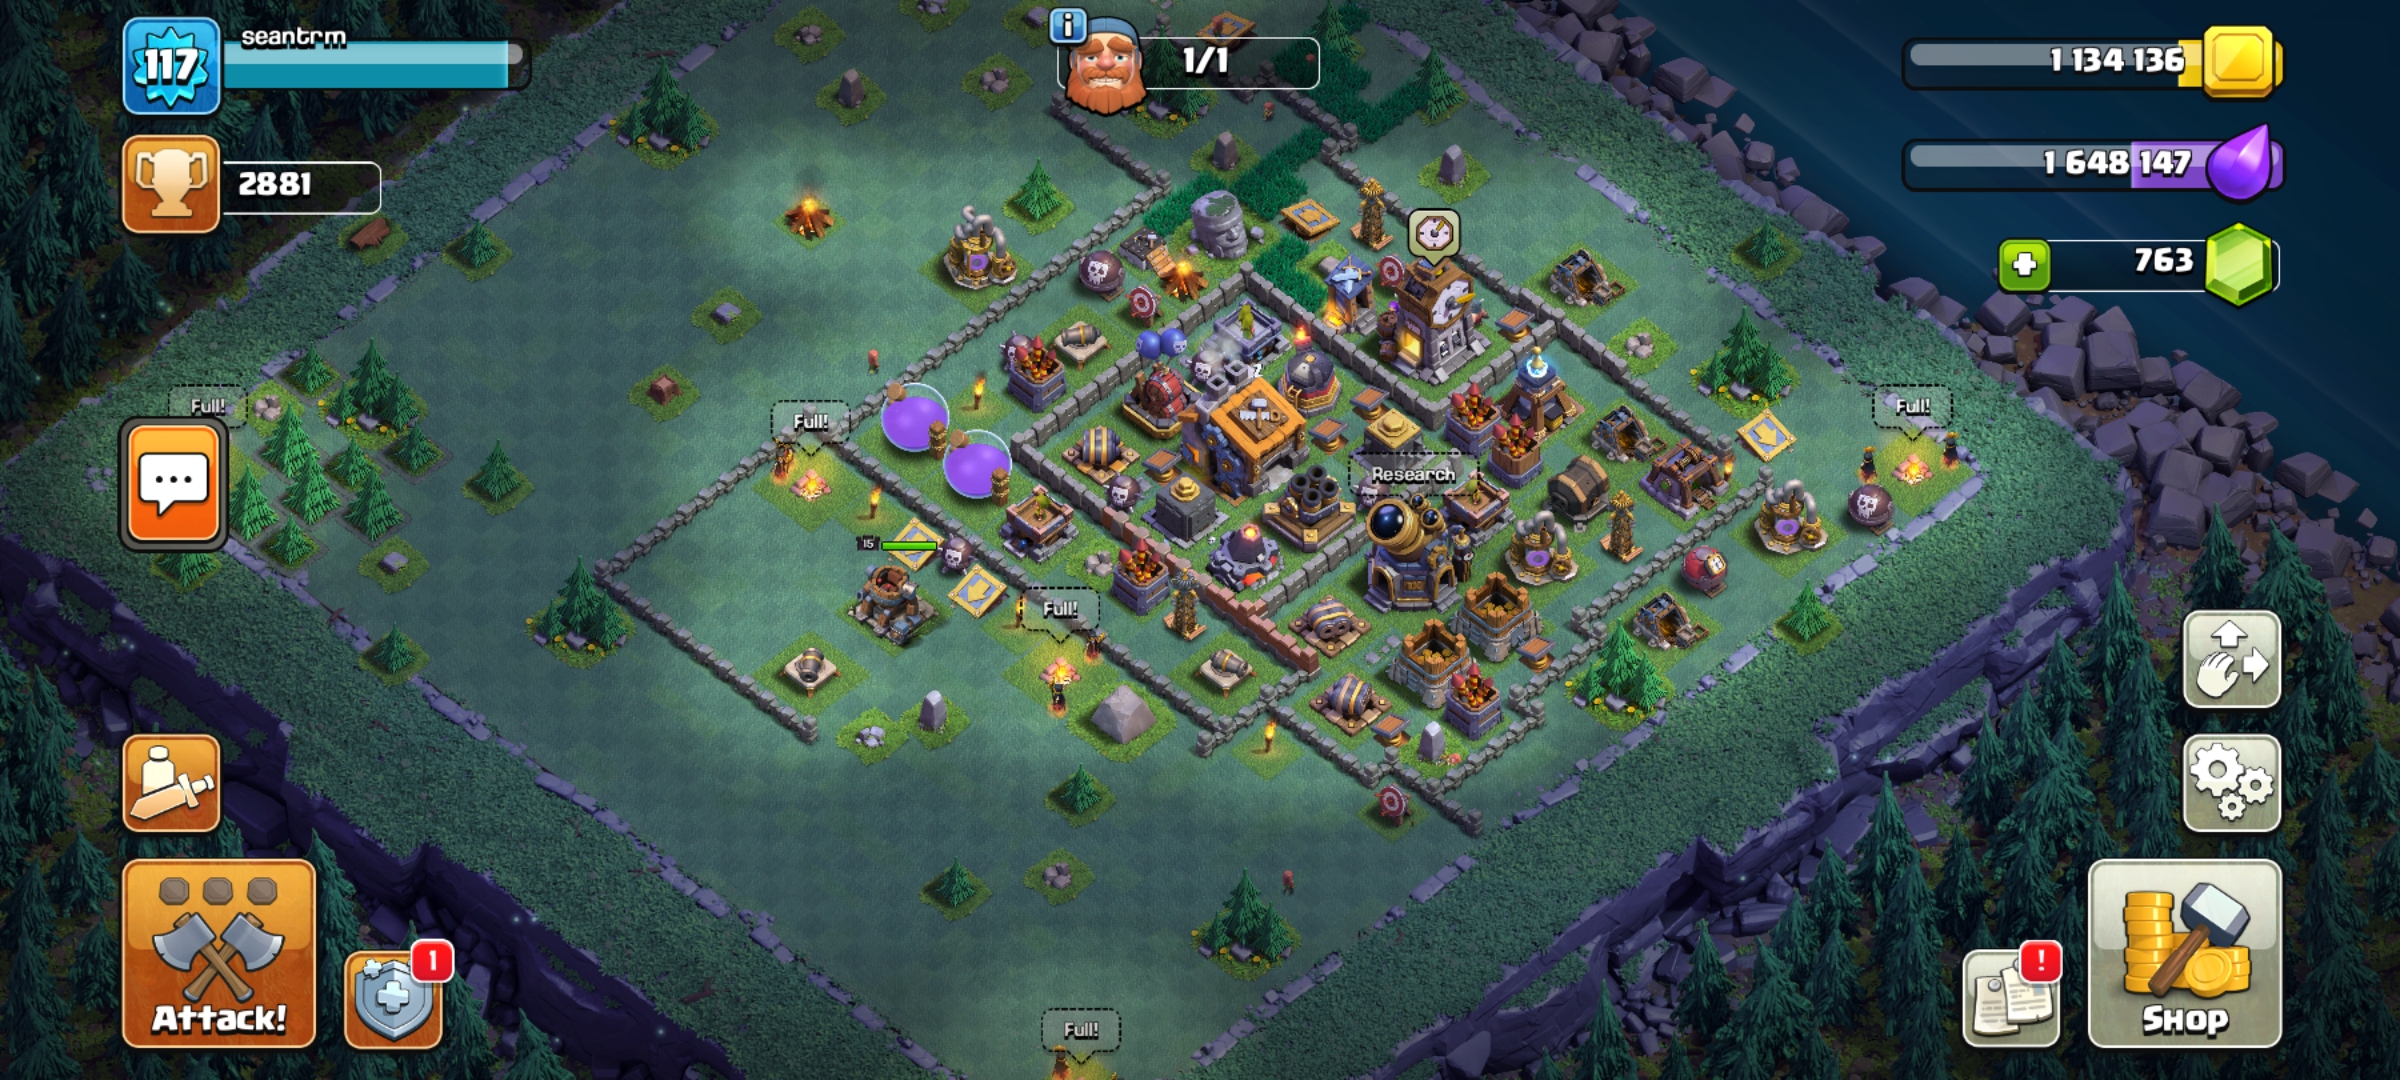 seantrm
117
1/1
1 134 136
2881
1 648 147
763
Full!
Full!
Full!
Research
15
Full!
1
!
Attack!
Full!
Shop